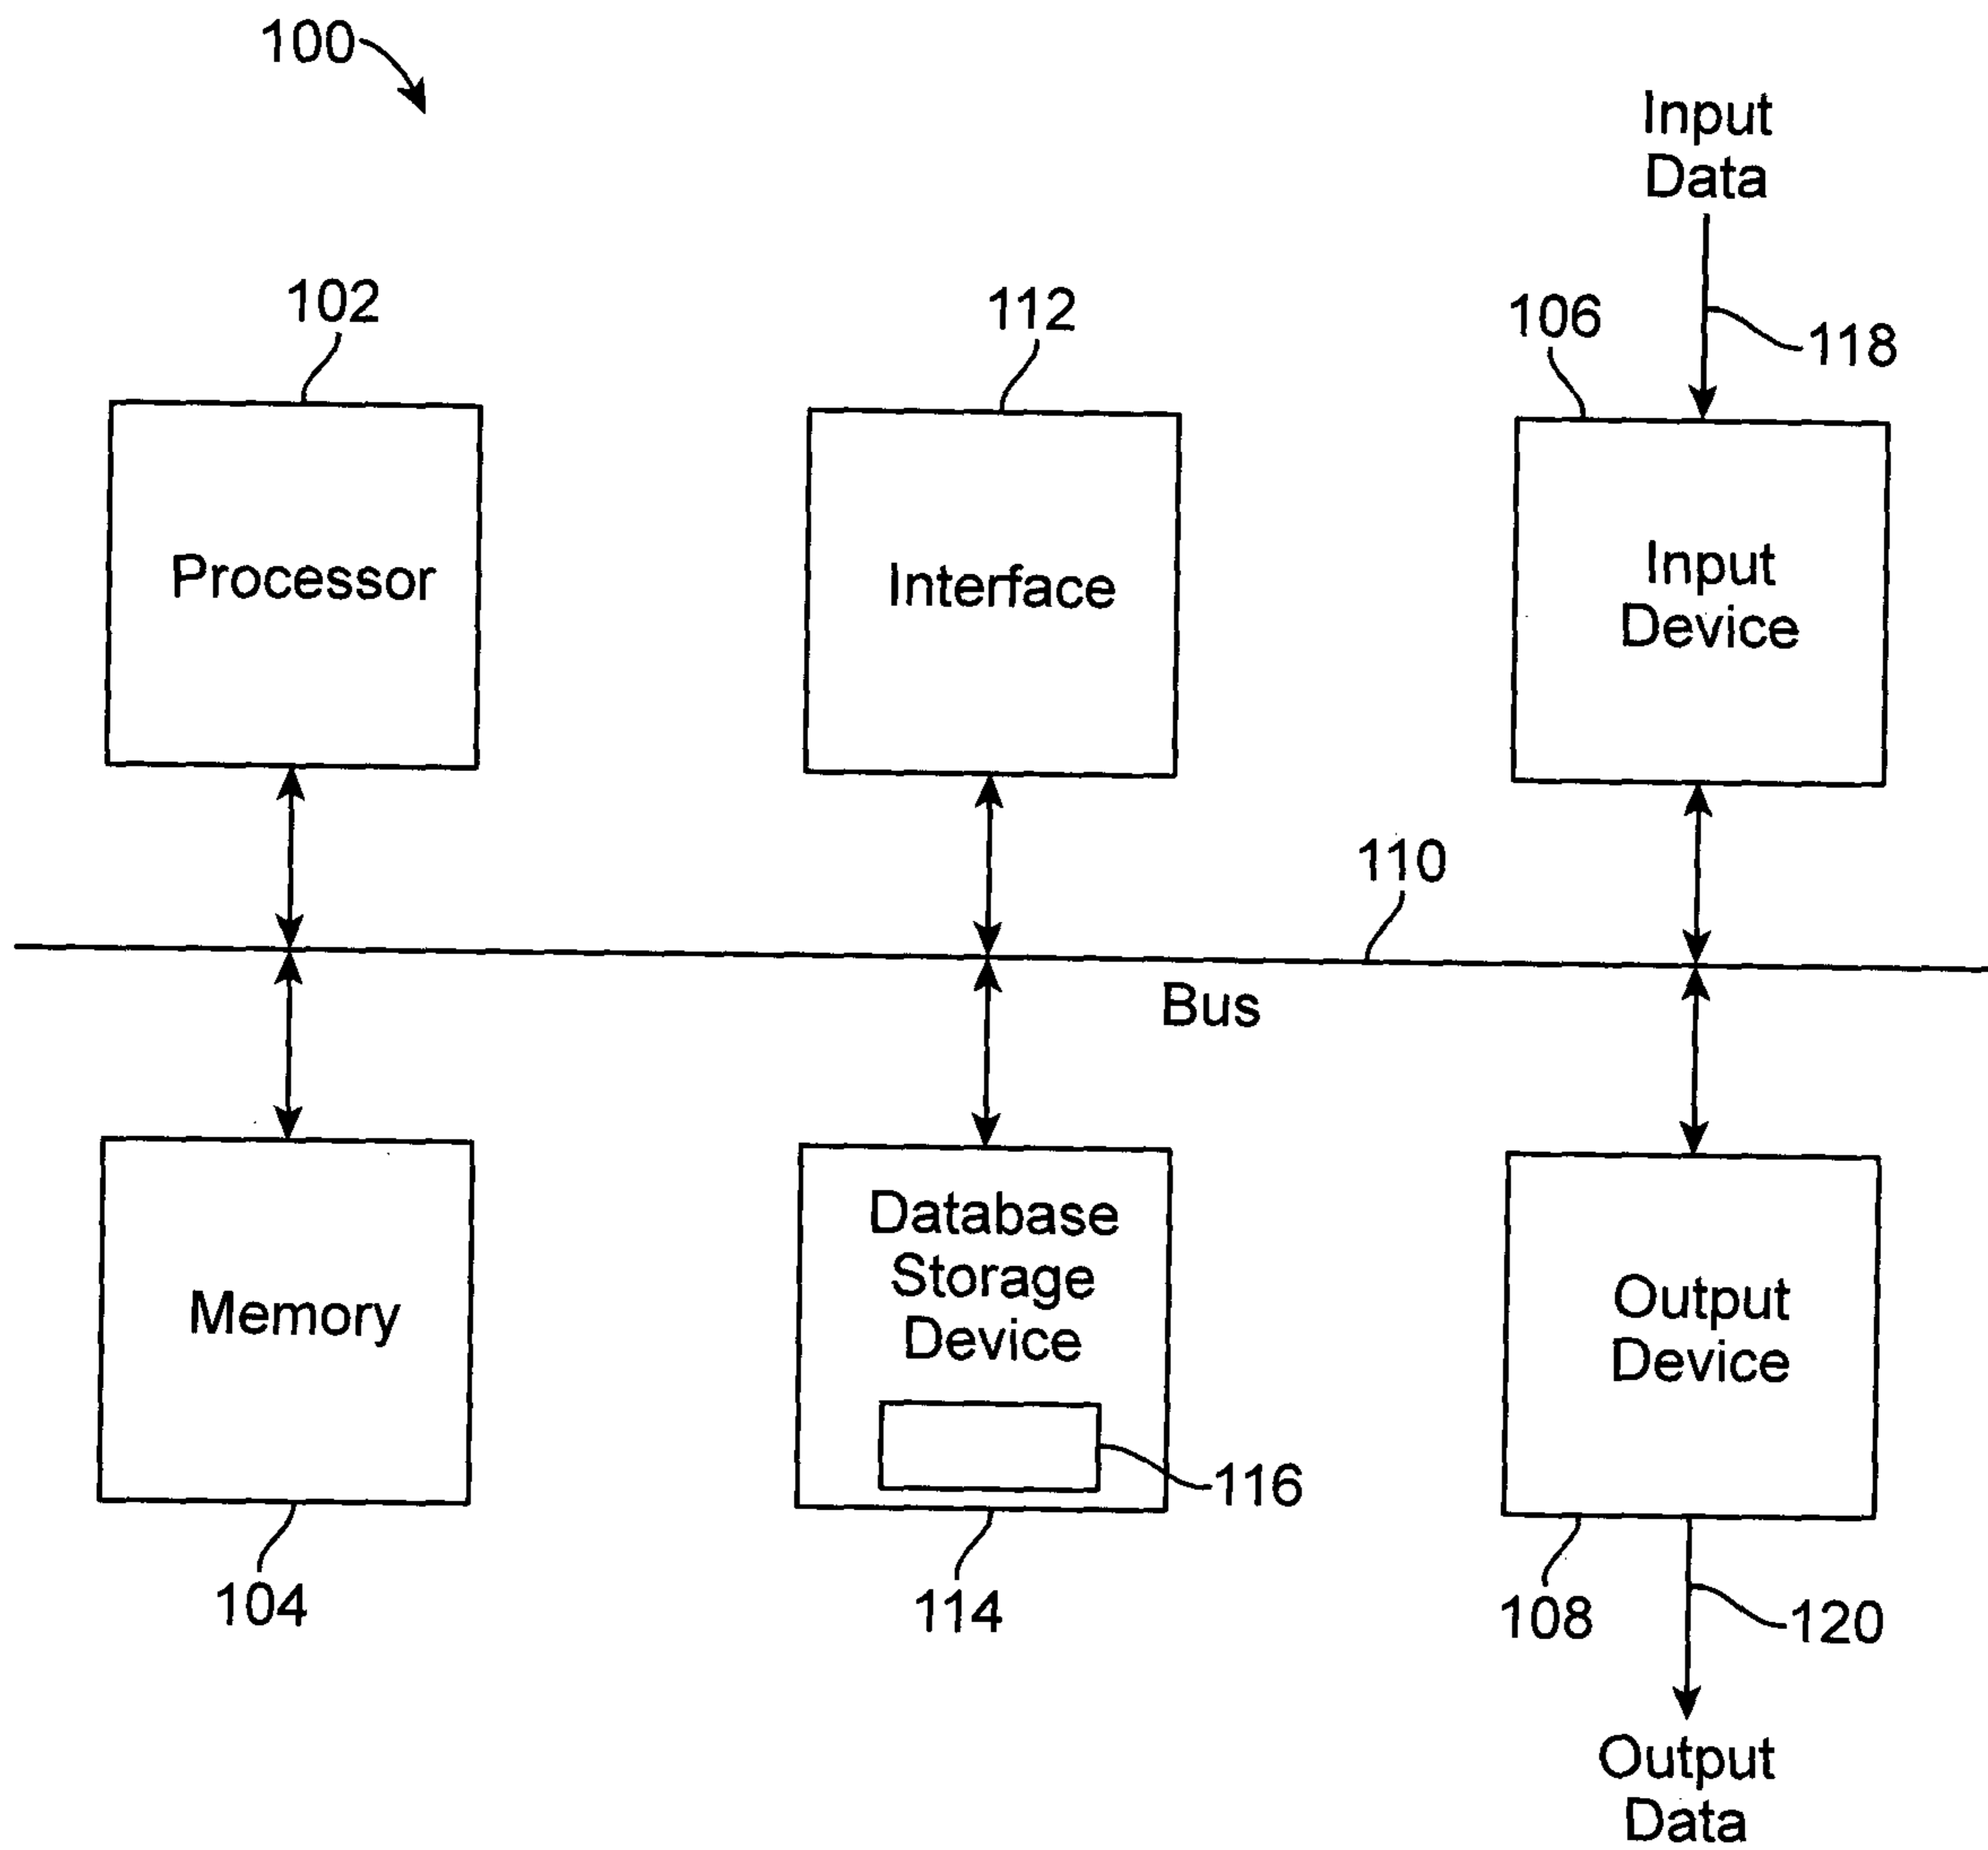 100
Input
Data
102
112
106
118
Processor
Interface
Input
Device
110
Bus
Memory
Database
Storage
Device
Output
Device
116
104
114
108
120
Output
Data